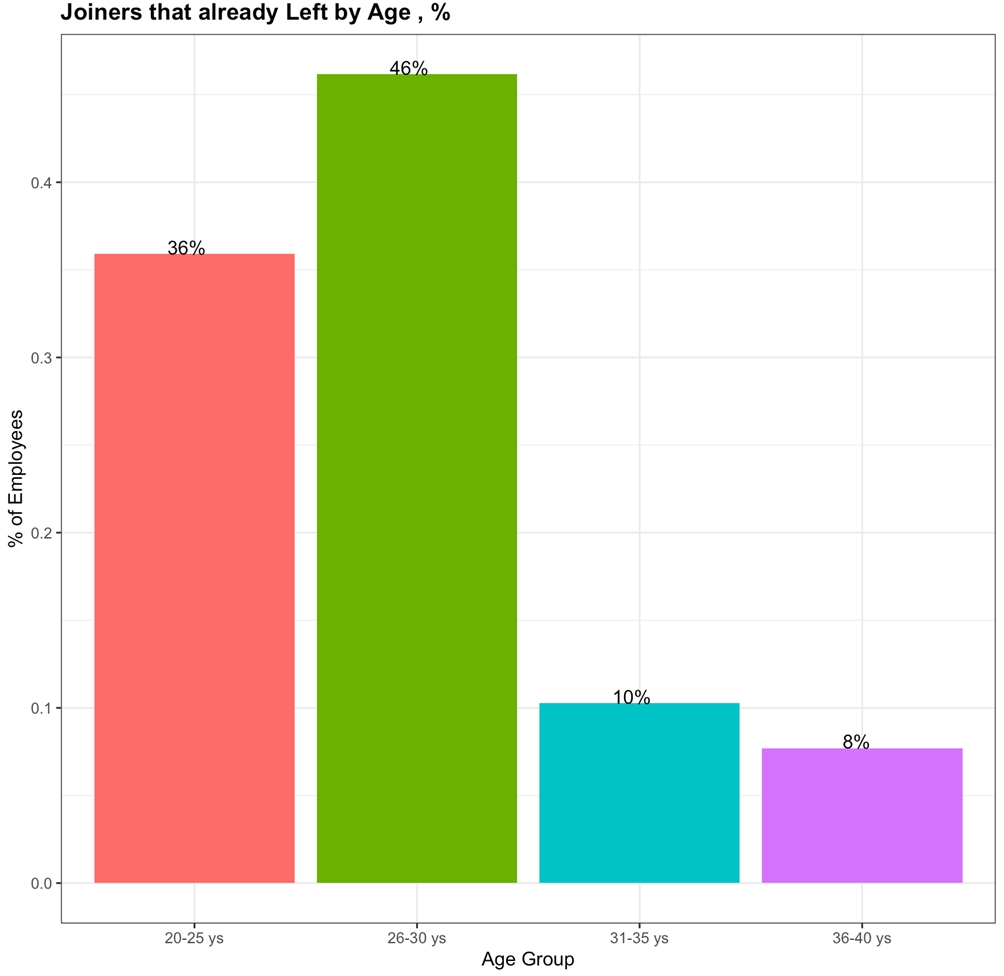 Joiners that already Left by Age , %
46%
36%
10%
8%
0.4
0.3
0.2
0.1
0.0
% of Employees
20-25 ys
26-30 ys
31-35 ys
36-40 ys
Age Group